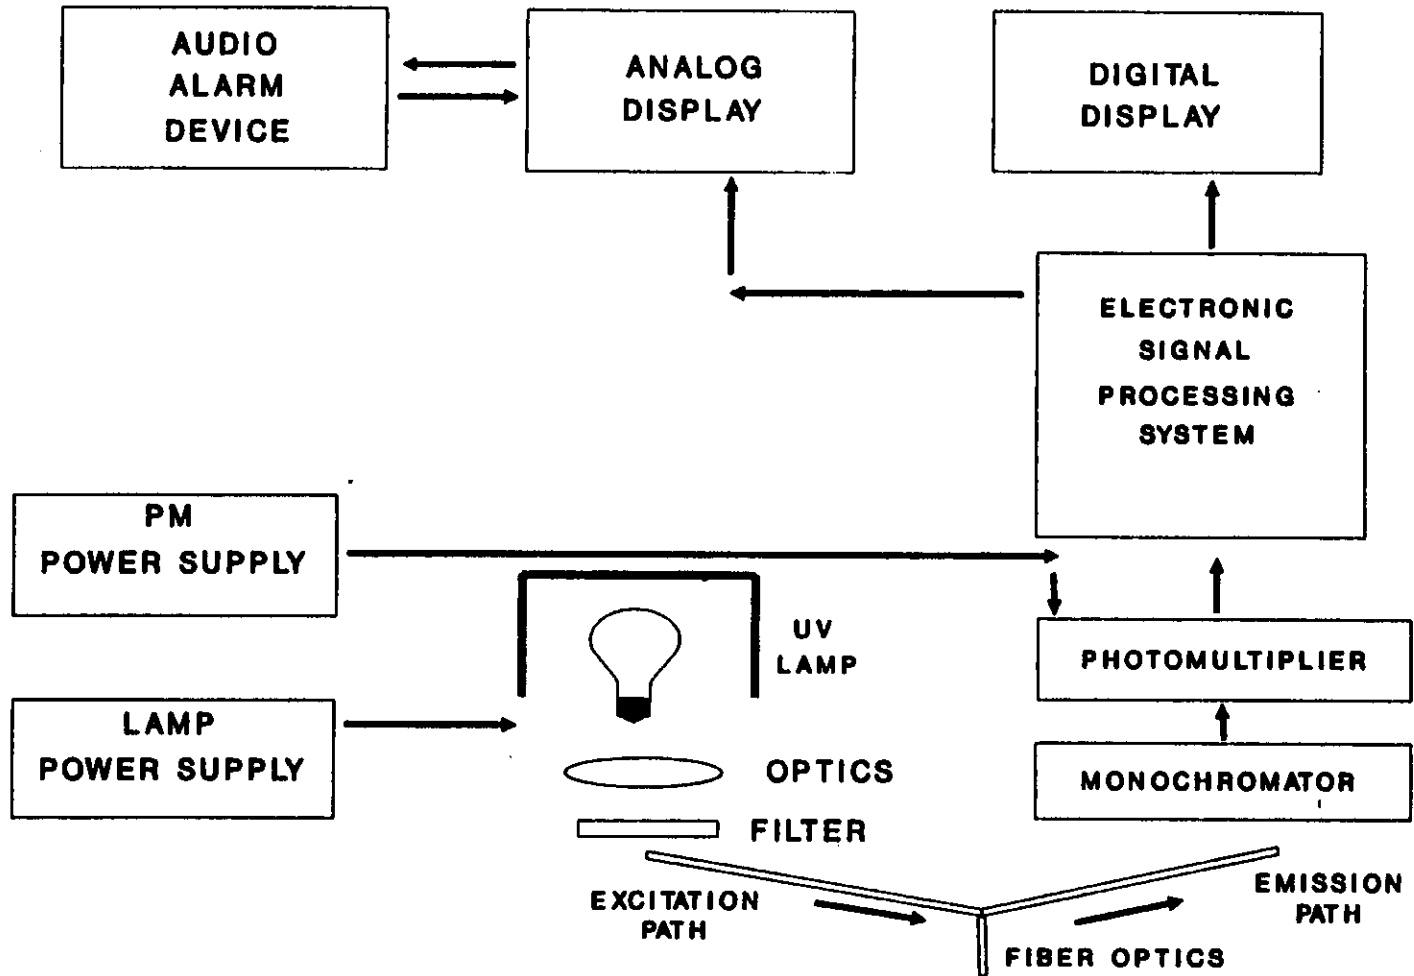 AUDIO
ALARM
DEVICE
ANALOG
DISPLAY
DIGITAL
DISPLAY
ELECTRONIC
SIGNAL
PROCESSING
SYSTEM
PM
POWER SUPPLY
UV
LAMP
PHOTOMULTIPLIER
LAMP
POWER SUPPLY
OPTICS
MONOCHROMATOR
FILTER
EXCITATION
PATH
EMISSION
PATH
FIBER OPTICS